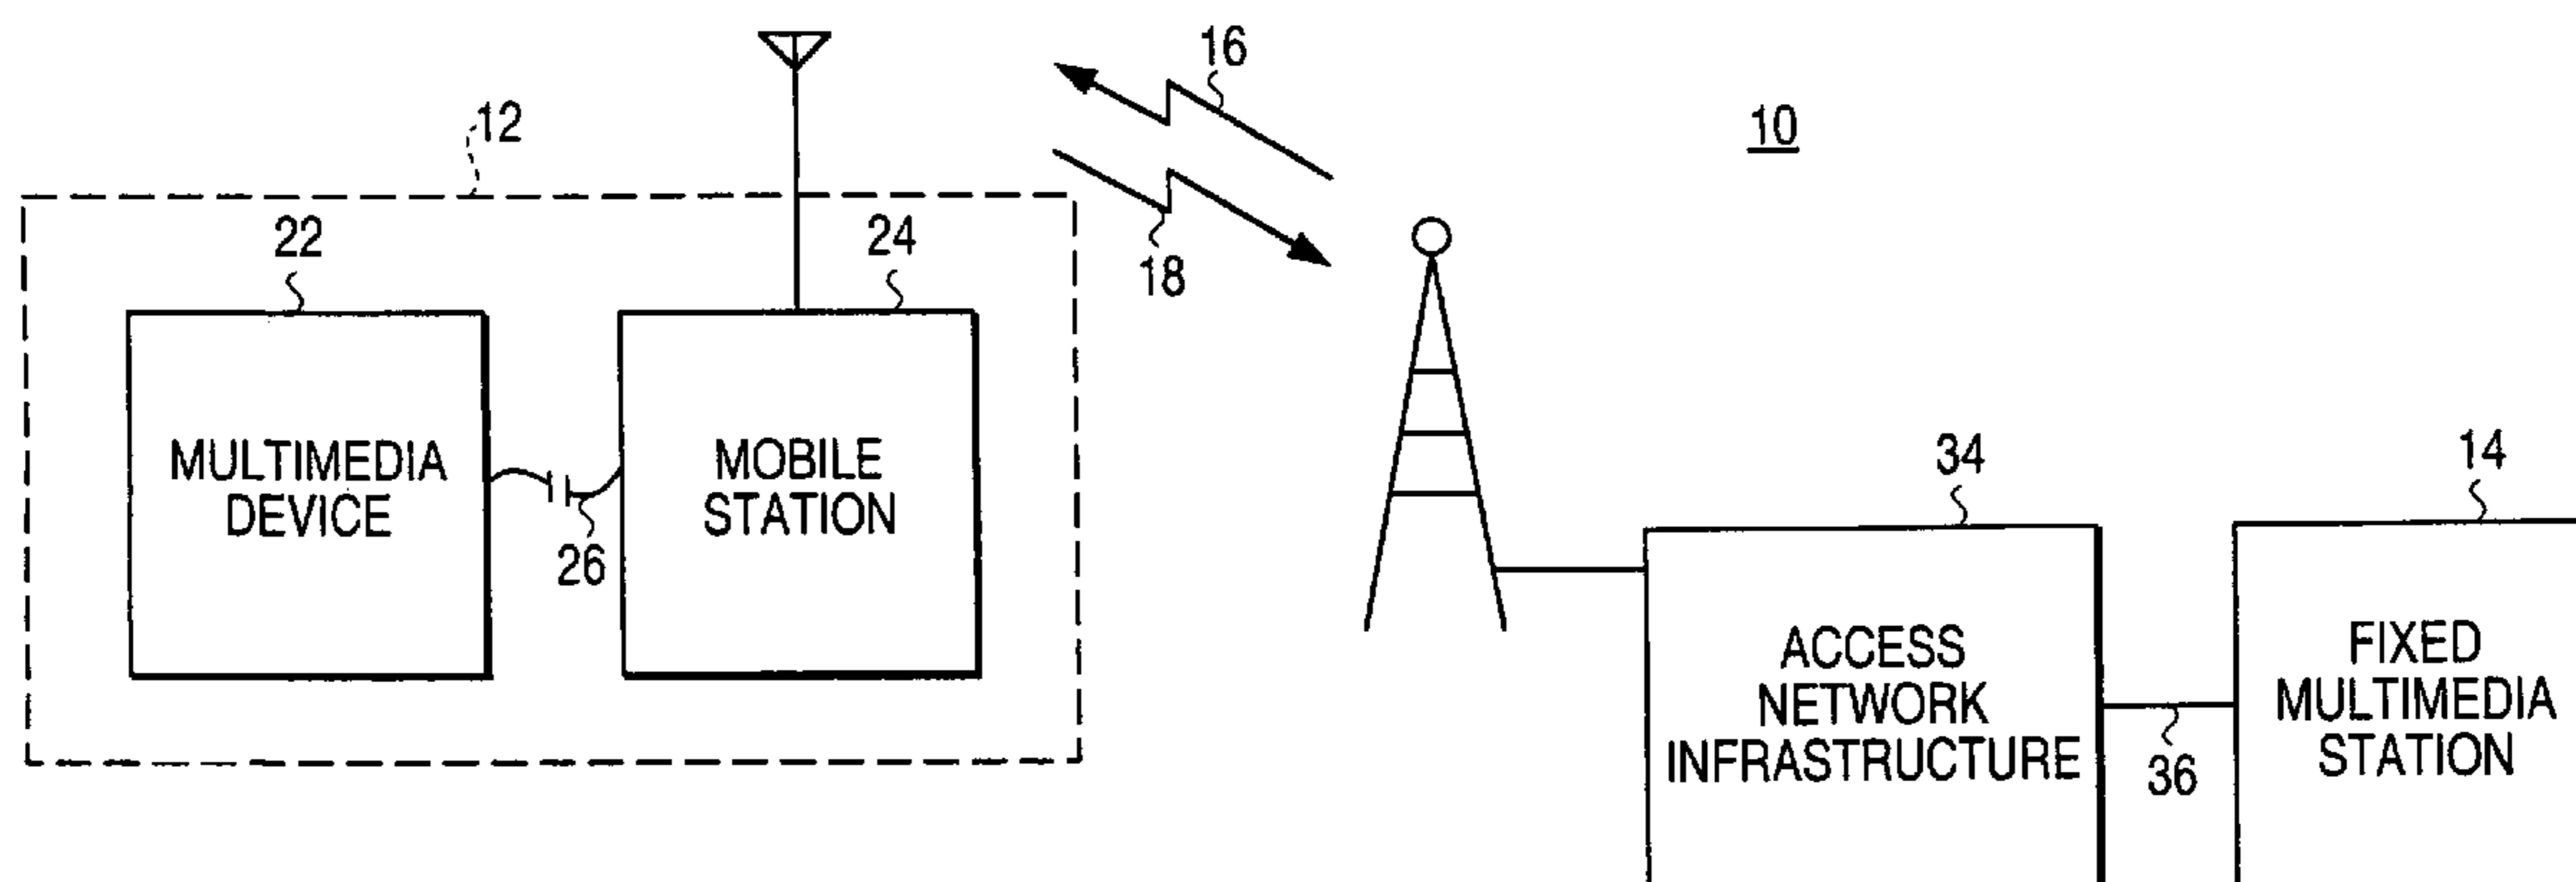 16
10
12
22
24
18
MULTIMEDIA
DEVICE
MOBILE
STATION
26
34
14
ACCESS
NETWORK
INFRASTRUCTURE
36
FIXED
MULTIMEDIA
STATION